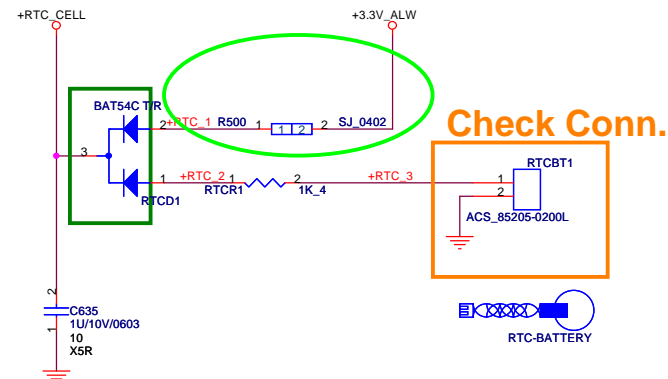 +RTC_CELL
+3.3V_ALW
BAT54C T/R
2
+RTC_1
R500
1
1
2
2
SJ_0402
Check Conn.
3
RTCBT1
1
+RTC_2
1
2
+RTC_3
1
RTCR1
1K_4
2
RTCD1
ACS_85205-0200L
2
C635
1U/10V/0603
1
10
X5R
RTC-BATTERY